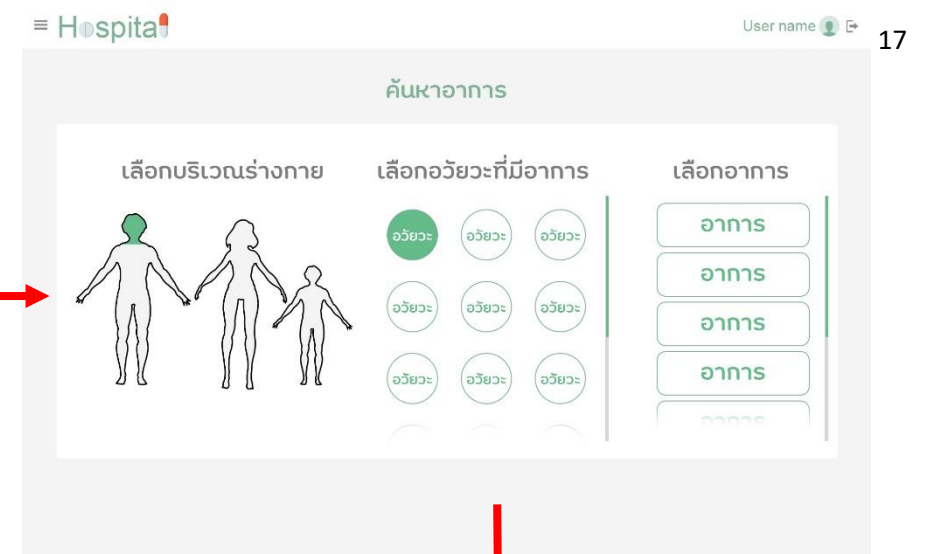 ≡ Hospital
User name
17
ค้นหาอาการ
เลือกบริเวณร่างกาย
เลือกอวัยวะที่มีอาการ
เลือกอาการ
อวัยวะ อวัยวะ อวัยวะ
อวัยวะ อวัยวะ อวัยวะ
อวัยวะ อวัยวะ อวัยวะ
อาการ
อาการ
อาการ
อาการ
อาการ